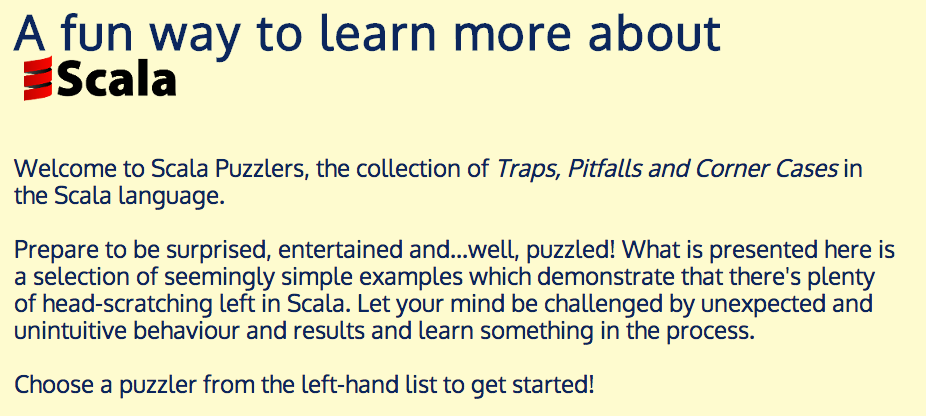 A fun way to learn more about
Scala
Welcome to Scala Puzzlers, the collection of Traps, Pitfalls and Corner Cases in
the Scala language.
Prepare to be surprised, entertained and...well, puzzled! What is presented here is
a selection of seemingly simple examples which demonstrate that there's plenty
of head-scratching left in Scala. Let your mind be challenged by unexpected and
unintuitive behaviour and results and learn something in the process.
Choose a puzzler from the left-hand list to get started!